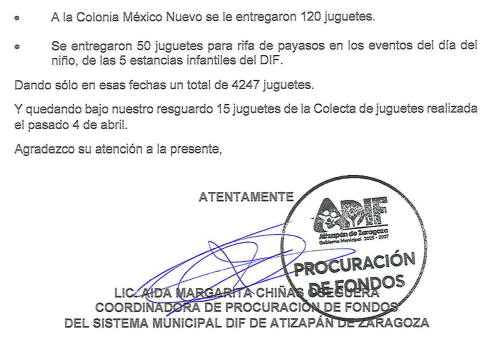 • A la Colonia México Nuevo se le entregaron 120 juguetes.
• Se entregaron 50 juguetes para rifa de payasos en los eventos del día del
niño, de las 5 estancias infantiles del DIF.
Dando sólo en esas fechas un total de 4247 juguetes.
Y quedando bajo nuestro resguardo 15 juguetes de la Colecta de juguetes realizada
el pasado 4 de abril.
Agradezco su atención a la presente,
ATENTAMENTE
DIF
Atizapán de Zaragoza
Gobierno Municipal 2025 - 2027
PROCURACIÓN
DE FONDOS
LIC. AIDA MARGARITA CHIÑAS OSEGUERA
COORDINADORA DE PROCURACIÓN DE FONDOS
DEL SISTEMA MUNICIPAL DIF DE ATIZAPÁN DE ZARAGOZA